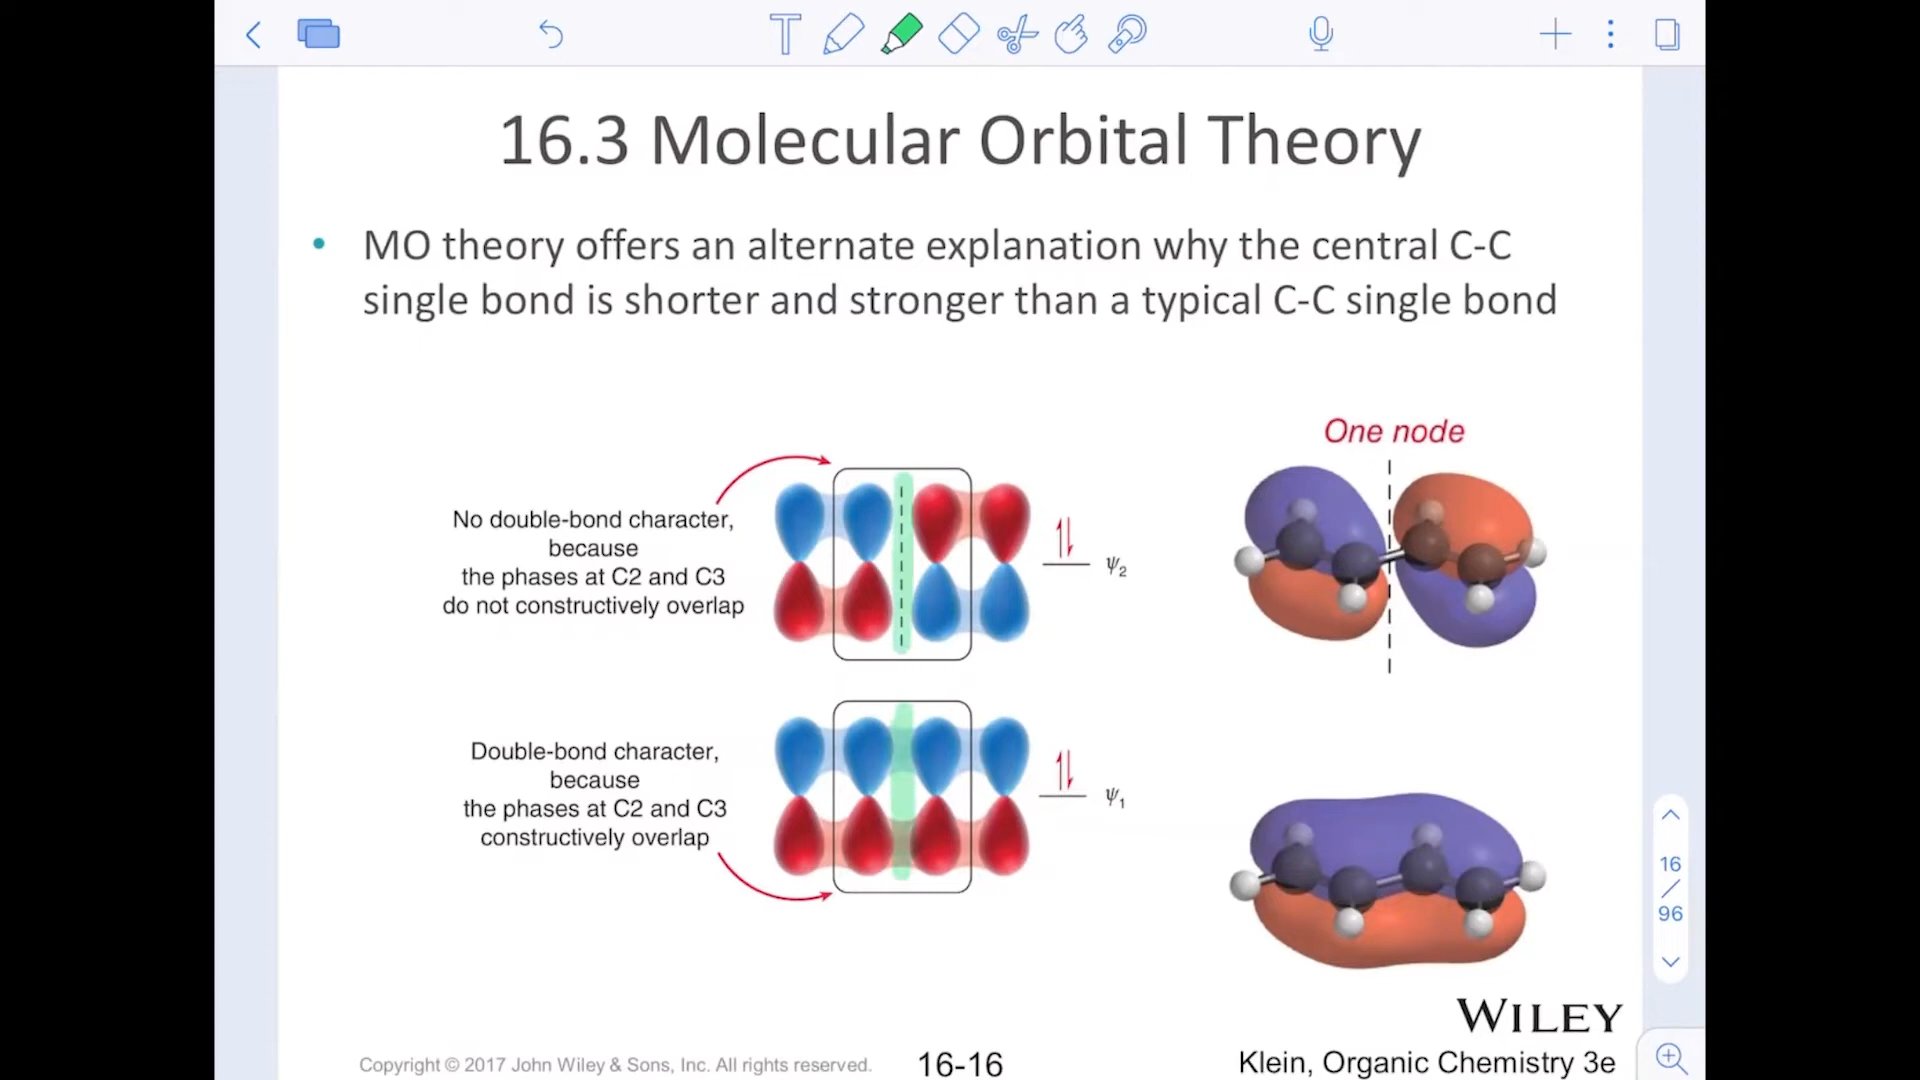 16.3 Molecular Orbital Theory
• MO theory offers an alternate explanation why the central C-C
single bond is shorter and stronger than a typical C-C single bond
One node
No double-bond character,
because
the phases at C2 and C3
do not constructively overlap
ψ2
Double-bond character,
because
the phases at C2 and C3
constructively overlap
ψ1
16
/
96
WILEY
Copyright © 2017 John Wiley & Sons, Inc. All rights reserved.
16-16
Klein, Organic Chemistry 3e